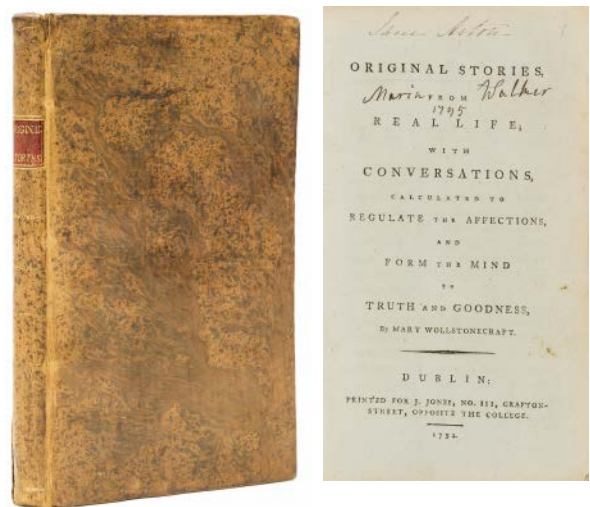 ORIGINAL
STORIES
ORIGINAL STORIES,
Maria FROM Walker
1795
REAL LIFE;
WITH
CONVERSATIONS,
CALCULATED TO
REGULATE THE AFFECTIONS,
AND
FORM THE MIND
TO
TRUTH AND GOODNESS,
By MARY WOLLSTONECRAFT.
DUBLIN:
PRINTED FOR J. JONES, NO. 111, GRAFTON-
STREET, OPPOSITE THE COLLEGE.
1792.